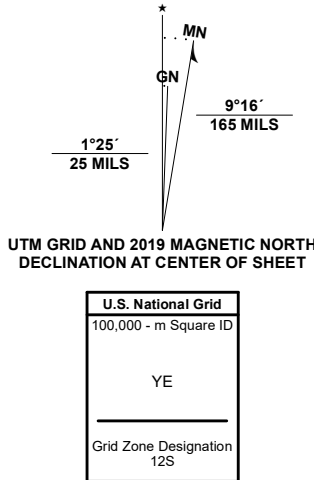 ★
MN
GN
9°16´
165 MILS
1°25´
25 MILS
UTM GRID AND 2019 MAGNETIC NORTH
DECLINATION AT CENTER OF SHEET
U.S. National Grid
100,000 - m Square ID
YE
Grid Zone Designation
12S